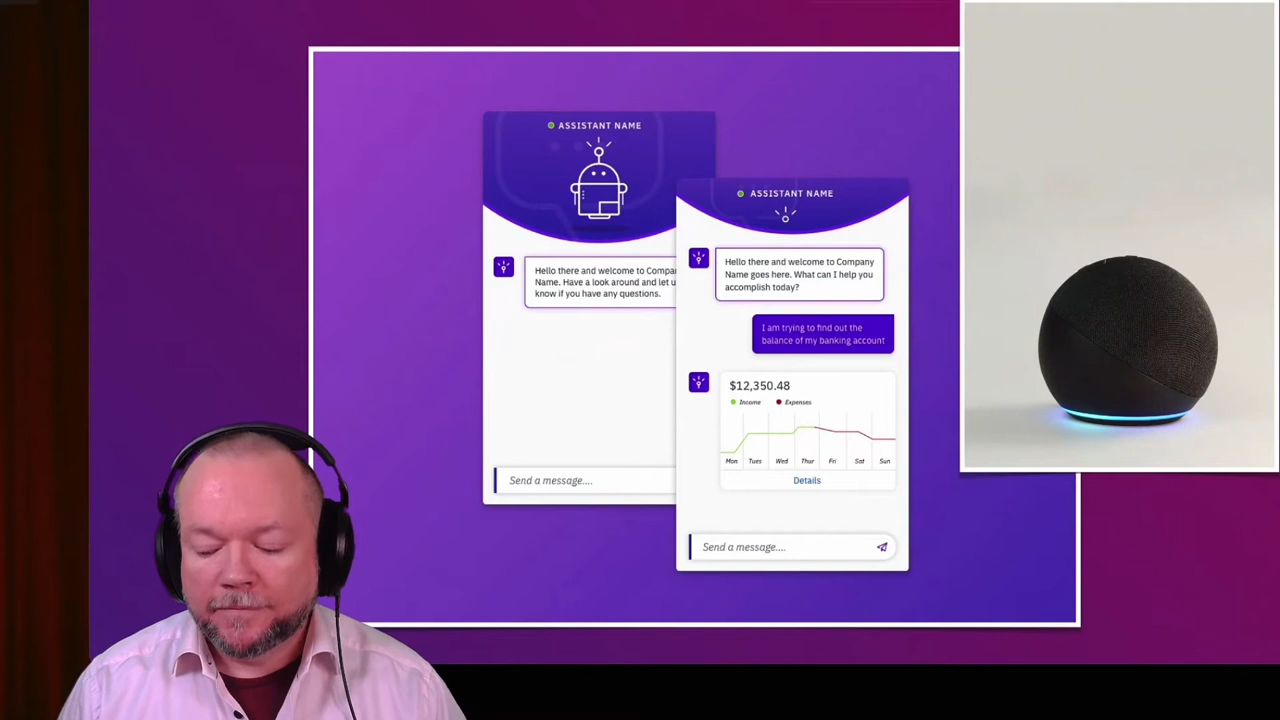 ASSISTANT NAME
Hello there and welcome to
Name. Have a look around and let
know if you have any questions.
Send a message....
ASSISTANT NAME
Hello there and welcome to Company
Name goes here. What can I help you
accomplish today?
I am trying to find out the
balance of my banking account
$12,350.48
Income Expenses
Mon Tues Wed Thur Fri Sat Sun
Details
Send a message....